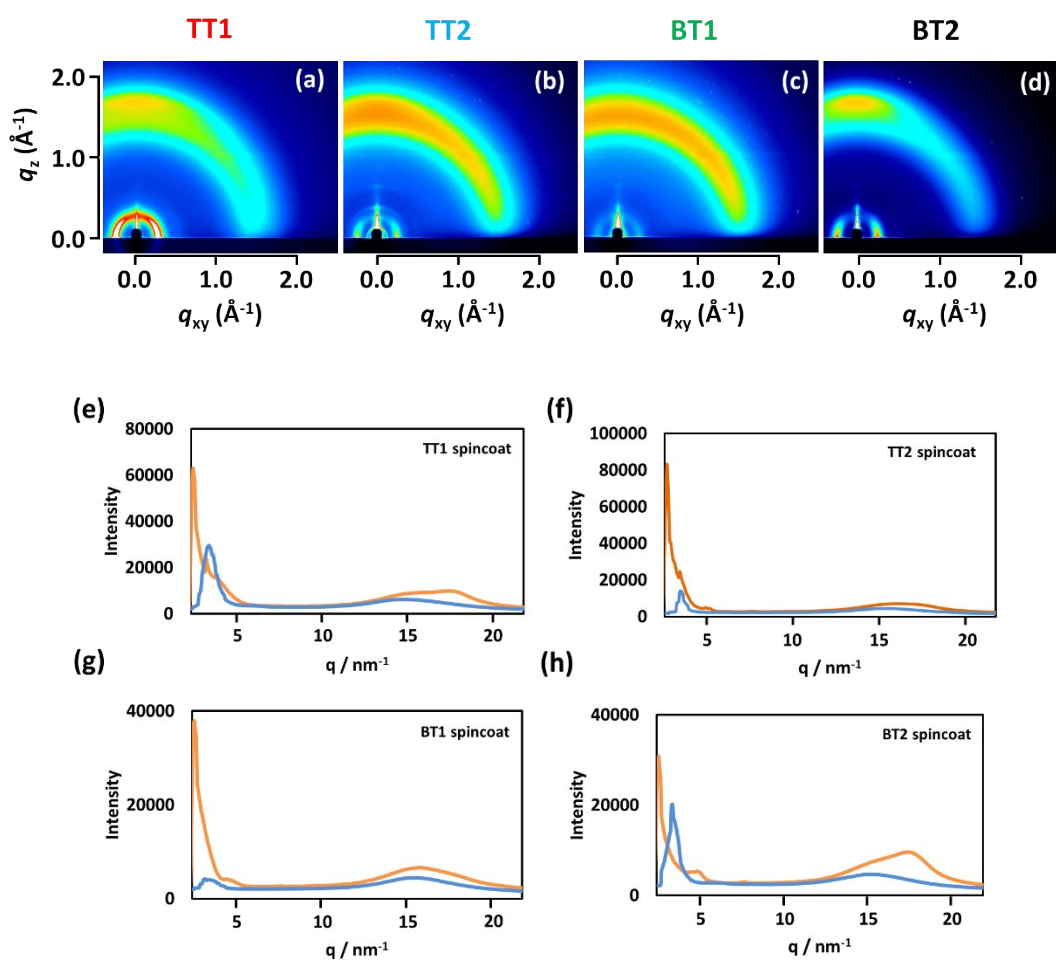 TT1 TT2 BT1 BT2
(a) (b) (c) (d)
2.0
1.0
0.0
qz (Å-1)
0.0 1.0 2.0 0.0 1.0 2.0 0.0 1.0 2.0 0.0 1.0 2.0
qxy (Å-1) qxy (Å-1) qxy (Å-1) qxy (Å-1)
(e)
80000
60000
40000
20000
0
Intensity
TT1 spincoat
5 10 15 20
q / nm-1
(f)
100000
80000
60000
40000
20000
0
Intensity
TT2 spincoat
5 10 15 20
q / nm-1
(g)
40000
20000
0
Intensity
BT1 spincoat
5 10 15 20
q / nm-1
(h)
40000
20000
0
Intensity
BT2 spincoat
5 10 15 20
q / nm-1